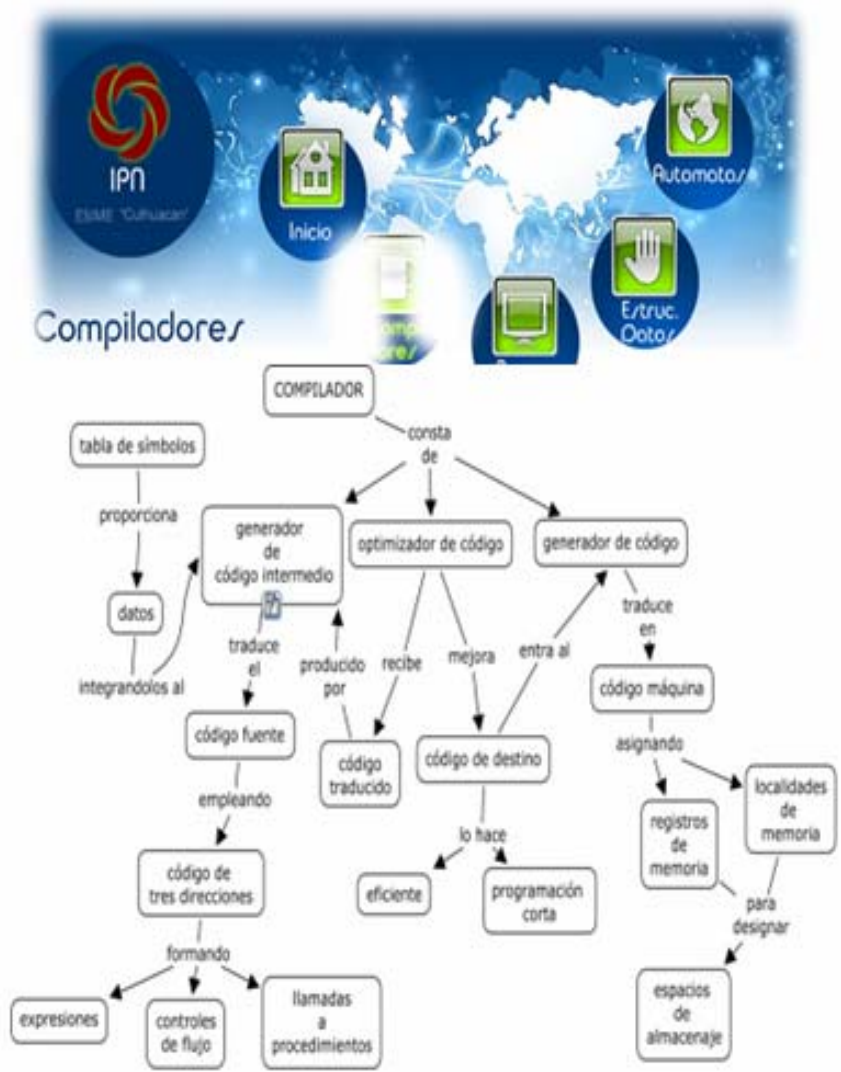 IPN
ESIME "Culhuacan"
Inicio
Automatas
Estruc.
Datos
Compiladores
COMPILADOR
consta
de
tabla de símbolos
proporciona
datos
integrandolos al
generador
de
código intermedio
optimizador de código
generador de código
traduce
el
producido
por
recibe
mejora
entra al
traduce
en
código fuente
código
traducido
código de destino
código máquina
empleando
asignando
lo hace
registros
de
memoria
localidades
de
memoria
código de
tres direcciones
eficiente
programación
corta
para
designar
formando
expresiones
controles
de flujo
llamadas
a
procedimientos
espacios
de
almacenaje